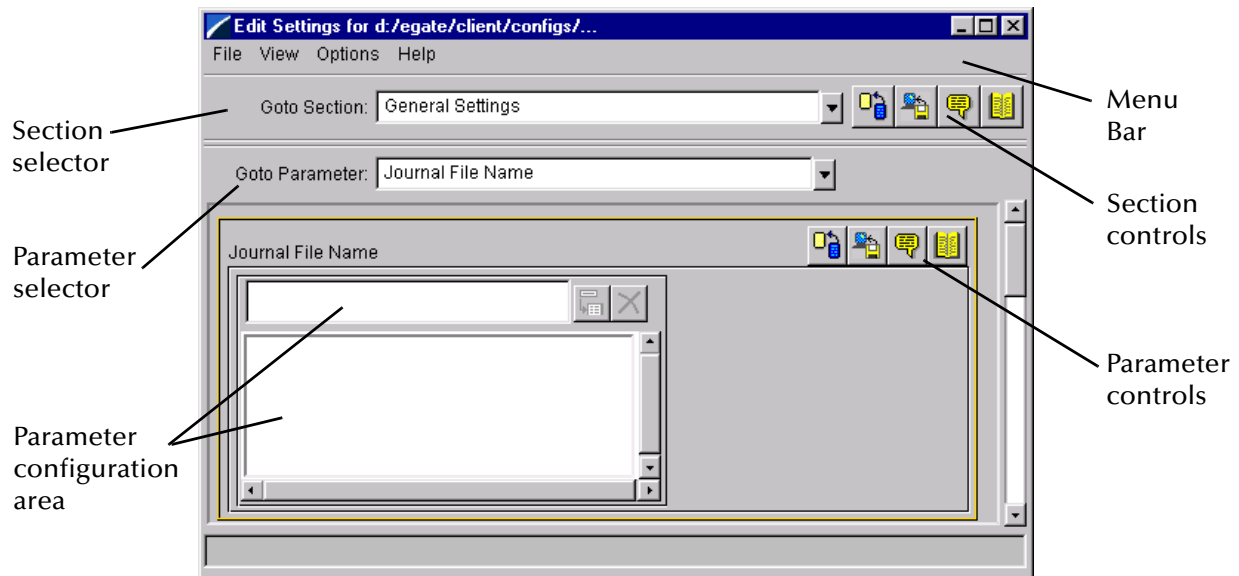 Edit Settings for d:/egate/client/configs/...
File View Options Help
Goto Section: General Settings
Menu
Bar
Section
selector
Goto Parameter: Journal File Name
Section
controls
Parameter
selector
Journal File Name
Parameter
controls
Parameter
configuration
area